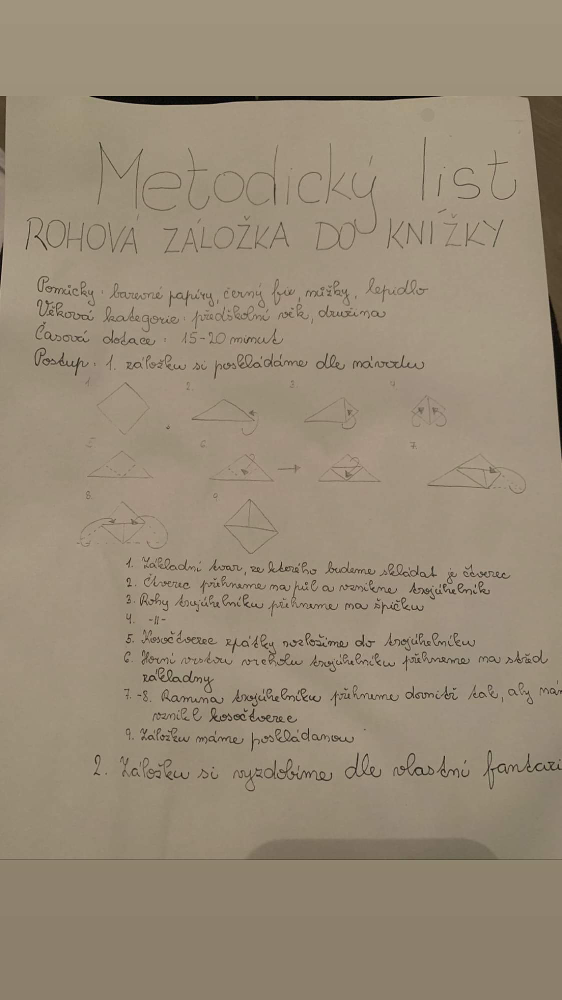 Metodický list
ROHOVÁ ZÁLOŽKA DO KNÍŽKY
Pomůcky: barevné papíry, černý fix, nůžky, lepidlo
Věková kategorie: předškolní věk, družina
Časová dotace: 15-20 minut
Postup: 1. záložku si poskládáme dle návodu
1. 2. 3. 4.
5. 6. 7.
8. 9.
1. Základní tvar, ze kterého budeme skládat je čtverec
2. Čtverec přehneme na půl a vznikne trojúhelník
3. Rohy trojúhelníku přehneme na špičku
4. -||-
5. Kosočtverec zpátky rozložíme do trojúhelníku
6. Horní vrstvu vrcholu trojúhelníku přehneme na střed
základny
7.-8. Ramena trojúhelníku přehneme dovnitř tak, aby nám
vznikl kosočtverec
9. Záložku máme poskládanou
2. Záložku si vyzdobíme dle vlastní fantazi